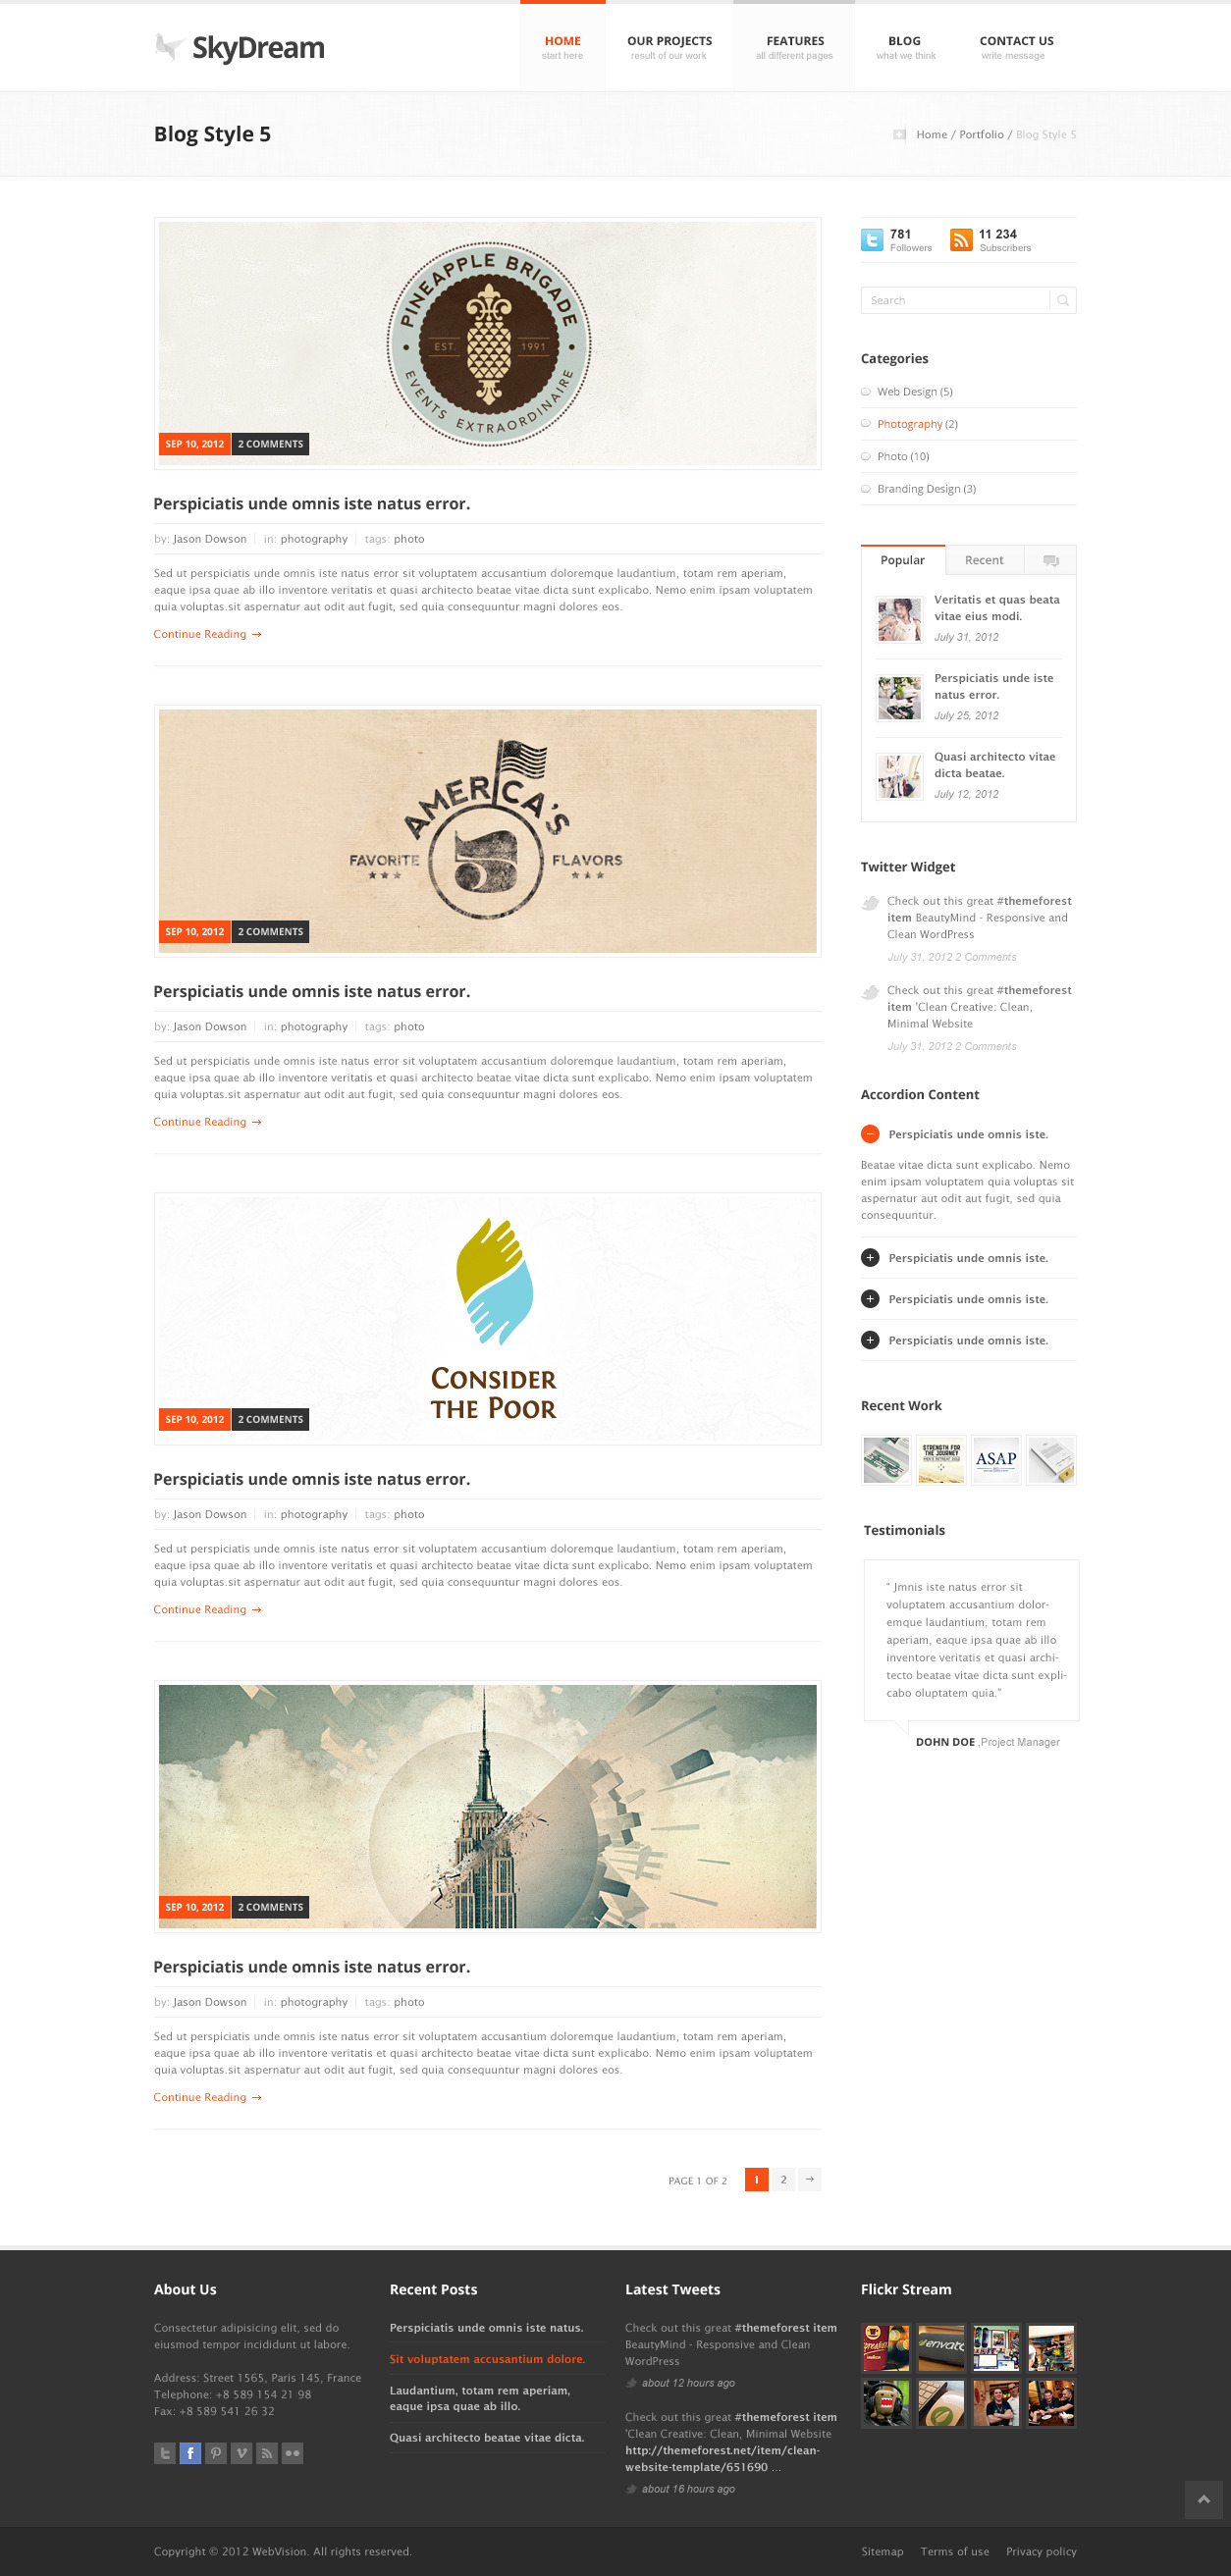 SkyDream
HOME
start here
OUR PROJECTS
result of our work
FEATURES
all different pages
BLOG
what we think
CONTACT US
write message
Blog Style 5
Home / Portfolio / Blog Style 5
PINEAPPLE BRIGADE
EST. 1991
EVENTS EXTRAORDINAIRE
SEP 10, 2012 2 COMMENTS
Perspiciatis unde omnis iste natus error.
by: Jason Dowson in: photography tags: photo
Sed ut perspiciatis unde omnis iste natus error sit voluptatem accusantium doloremque laudantium, totam rem aperiam,
eaque ipsa quae ab illo inventore veritatis et quasi architecto beatae vitae dicta sunt explicabo. Nemo enim ipsam voluptatem
quia voluptas.sit aspernatur aut odit aut fugit, sed quia consequuntur magni dolores eos.
Continue Reading →
AMERICA'S
FAVORITE 5 FLAVORS
SEP 10, 2012 2 COMMENTS
Perspiciatis unde omnis iste natus error.
by: Jason Dowson in: photography tags: photo
Sed ut perspiciatis unde omnis iste natus error sit voluptatem accusantium doloremque laudantium, totam rem aperiam,
eaque ipsa quae ab illo inventore veritatis et quasi architecto beatae vitae dicta sunt explicabo. Nemo enim ipsam voluptatem
quia voluptas.sit aspernatur aut odit aut fugit, sed quia consequuntur magni dolores eos.
Continue Reading →
CONSIDER
THE POOR
SEP 10, 2012 2 COMMENTS
Perspiciatis unde omnis iste natus error.
by: Jason Dowson in: photography tags: photo
Sed ut perspiciatis unde omnis iste natus error sit voluptatem accusantium doloremque laudantium, totam rem aperiam,
eaque ipsa quae ab illo inventore veritatis et quasi architecto beatae vitae dicta sunt explicabo. Nemo enim ipsam voluptatem
quia voluptas.sit aspernatur aut odit aut fugit, sed quia consequuntur magni dolores eos.
Continue Reading →
SEP 10, 2012 2 COMMENTS
Perspiciatis unde omnis iste natus error.
by: Jason Dowson in: photography tags: photo
Sed ut perspiciatis unde omnis iste natus error sit voluptatem accusantium doloremque laudantium, totam rem aperiam,
eaque ipsa quae ab illo inventore veritatis et quasi architecto beatae vitae dicta sunt explicabo. Nemo enim ipsam voluptatem
quia voluptas.sit aspernatur aut odit aut fugit, sed quia consequuntur magni dolores eos.
Continue Reading →
PAGE 1 OF 2 1 2 →
781
Followers
11 234
Subscribers
Search
Categories
Web Design (5)
Photography (2)
Photo (10)
Branding Design (3)
Popular Recent
Veritatis et quas beata
vitae eius modi.
July 31, 2012
Perspiciatis unde iste
natus error.
July 25, 2012
Quasi architecto vitae
dicta beatae.
July 12, 2012
Twitter Widget
Check out this great #themeforest
item BeautyMind - Responsive and
Clean WordPress
July 31, 2012 2 Comments
Check out this great #themeforest
item 'Clean Creative: Clean,
Minimal Website
July 31, 2012 2 Comments
Accordion Content
Perspiciatis unde omnis iste.
Beatae vitae dicta sunt explicabo. Nemo
enim ipsam voluptatem quia voluptas sit
aspernatur aut odit aut fugit, sed quia
consequuntur.
Perspiciatis unde omnis iste.
Perspiciatis unde omnis iste.
Perspiciatis unde omnis iste.
Recent Work
STRENGTH FOR
THE JOURNEY
ASAP
Testimonials
" Jmnis iste natus error sit
voluptatem accusantium dolor-
emque laudantium, totam rem
aperiam, eaque ipsa quae ab illo
inventore veritatis et quasi archi-
tecto beatae vitae dicta sunt expli-
cabo oluptatem quia."
DOHN DOE ,Project Manager
About Us
Consectetur adipisicing elit, sed do
eiusmod tempor incididunt ut labore.
Address: Street 1565, Paris 145, France
Telephone: +8 589 154 21 98
Fax: +8 589 541 26 32
Recent Posts
Perspiciatis unde omnis iste natus.
Sit voluptatem accusantium dolore.
Laudantium, totam rem aperiam,
eaque ipsa quae ab illo.
Quasi architecto beatae vitae dicta.
Latest Tweets
Check out this great #themeforest item
BeautyMind - Responsive and Clean
WordPress
about 12 hours ago
Check out this great #themeforest item
'Clean Creative: Clean, Minimal Website
http://themeforest.net/item/clean-
website-template/651690 ...
about 16 hours ago
Flickr Stream
envato
Copyright © 2012 WebVision. All rights reserved.
Sitemap Terms of use Privacy policy